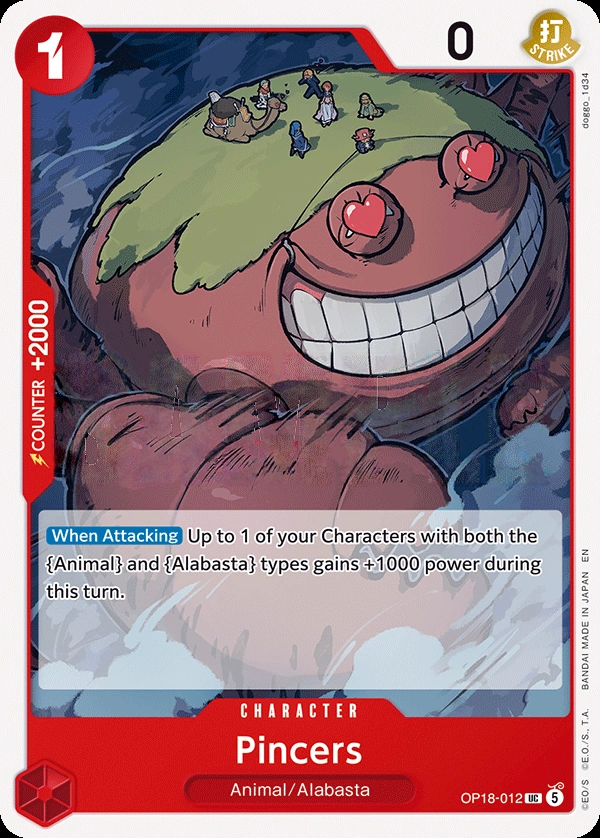 1
0
打
STRIKE
doggo_1d34
COUNTER +2000
When Attacking Up to 1 of your Characters with both the
{Animal} and {Alabasta} types gains +1000 power during
this turn.
©EO/S ©E.O./S., T.A. BANDAI MADE IN JAPAN EN
CHARACTER
Pincers
Animal/Alabasta
OP18-012 UC 5